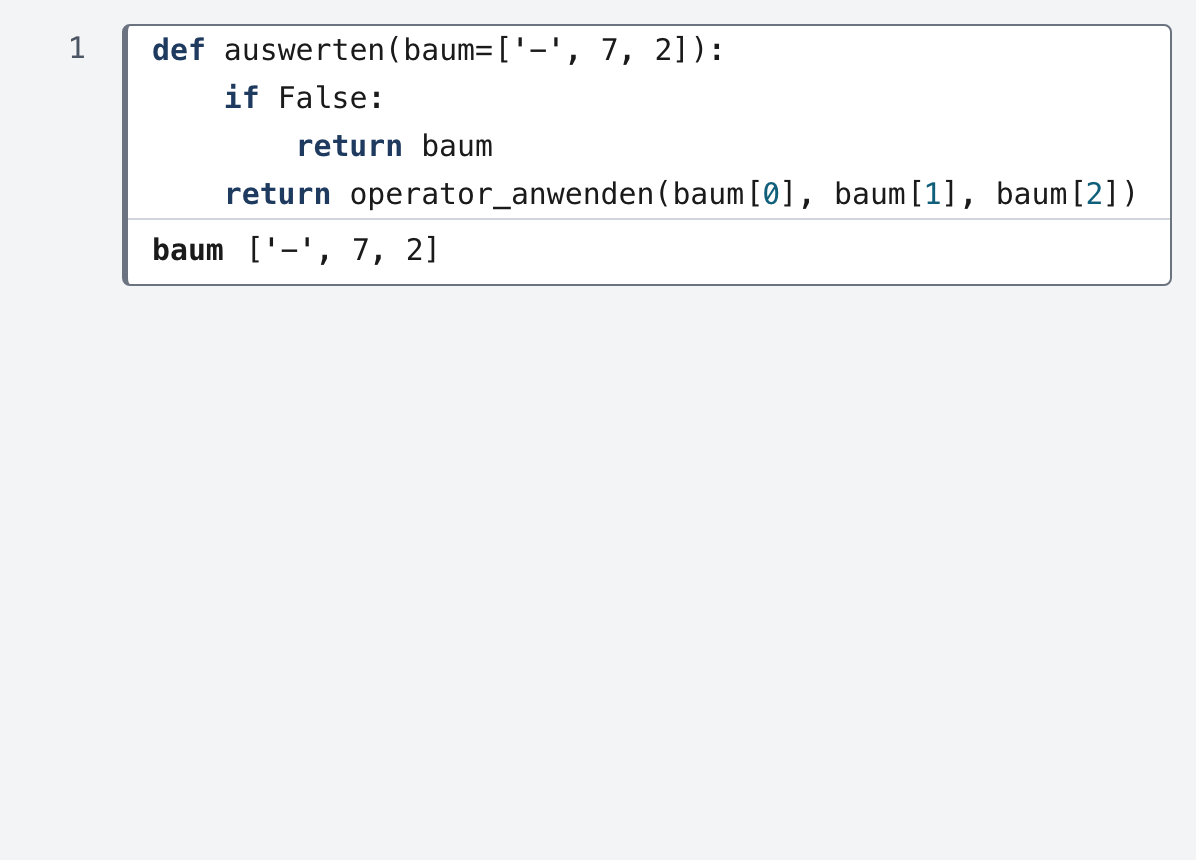 1 def auswerten(baum=['-', 7, 2]):
    if False:
        return baum
    return operator_anwenden(baum[0], baum[1], baum[2])
baum ['-', 7, 2]